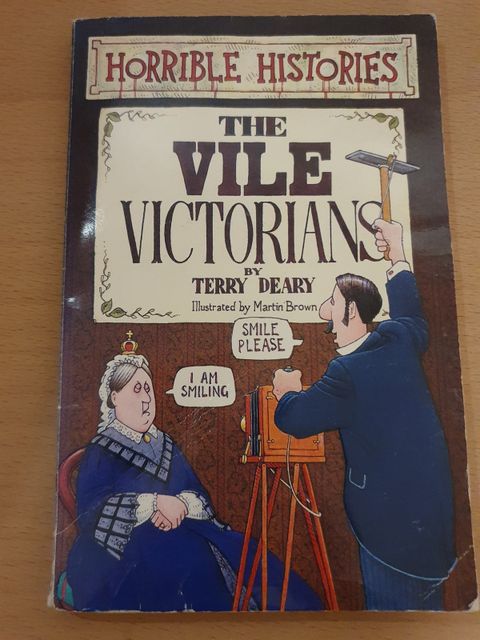 HORRIBLE HISTORIES
THE
VILE
VICTORIANS
BY
TERRY DEARY
Illustrated by Martin Brown
SMILE
PLEASE
I AM
SMILING